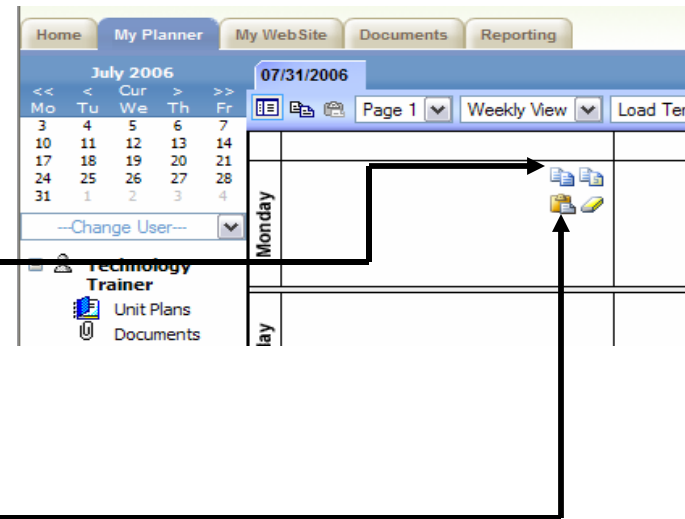 Home My Planner My WebSite Documents Reporting
July 2006
<< < Cur > >>
Mo Tu We Th Fr
3 4 5 6 7
10 11 12 13 14
17 18 19 20 21
24 25 26 27 28
31 1 2 3 4
---Change User---
Technology
Trainer
Unit Plans
Documents
07/31/2006
Page 1 Weekly View Load Ter
Monday
day